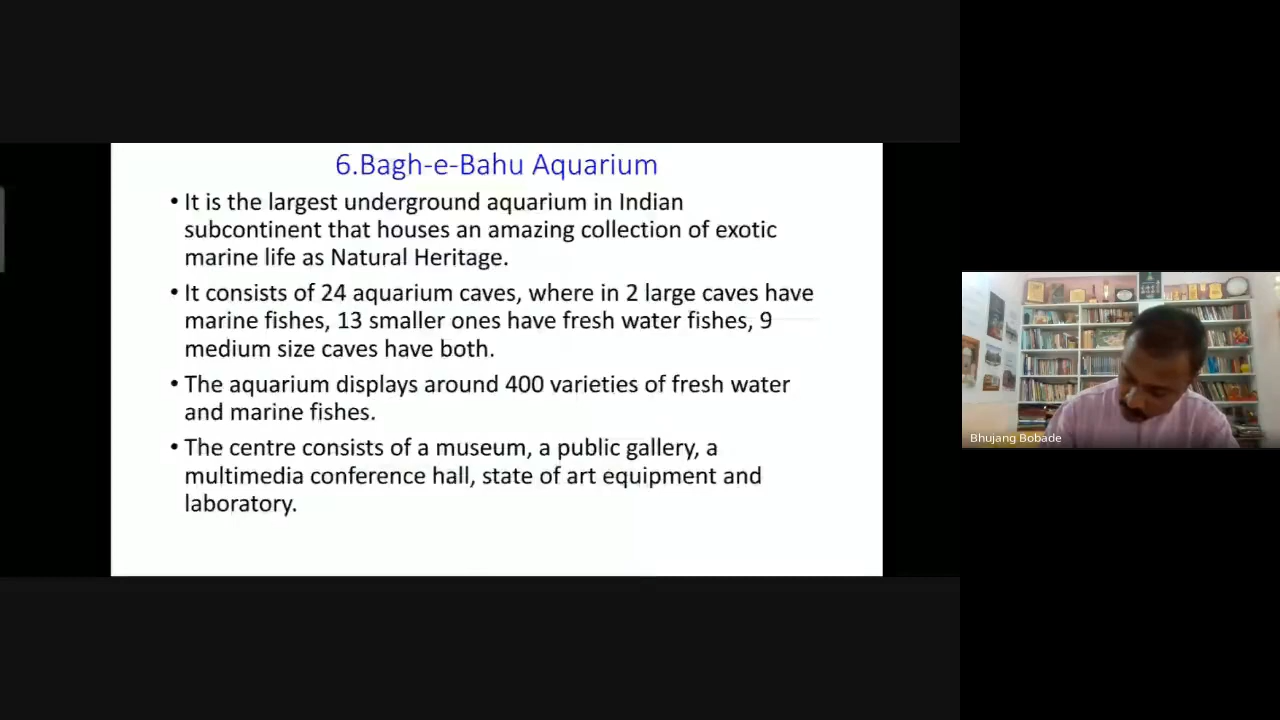 6.Bagh-e-Bahu Aquarium
• It is the largest underground aquarium in Indian
subcontinent that houses an amazing collection of exotic
marine life as Natural Heritage.
• It consists of 24 aquarium caves, where in 2 large caves have
marine fishes, 13 smaller ones have fresh water fishes, 9
medium size caves have both.
• The aquarium displays around 400 varieties of fresh water
and marine fishes.
• The centre consists of a museum, a public gallery, a
multimedia conference hall, state of art equipment and
laboratory.
Bhujang Bobade